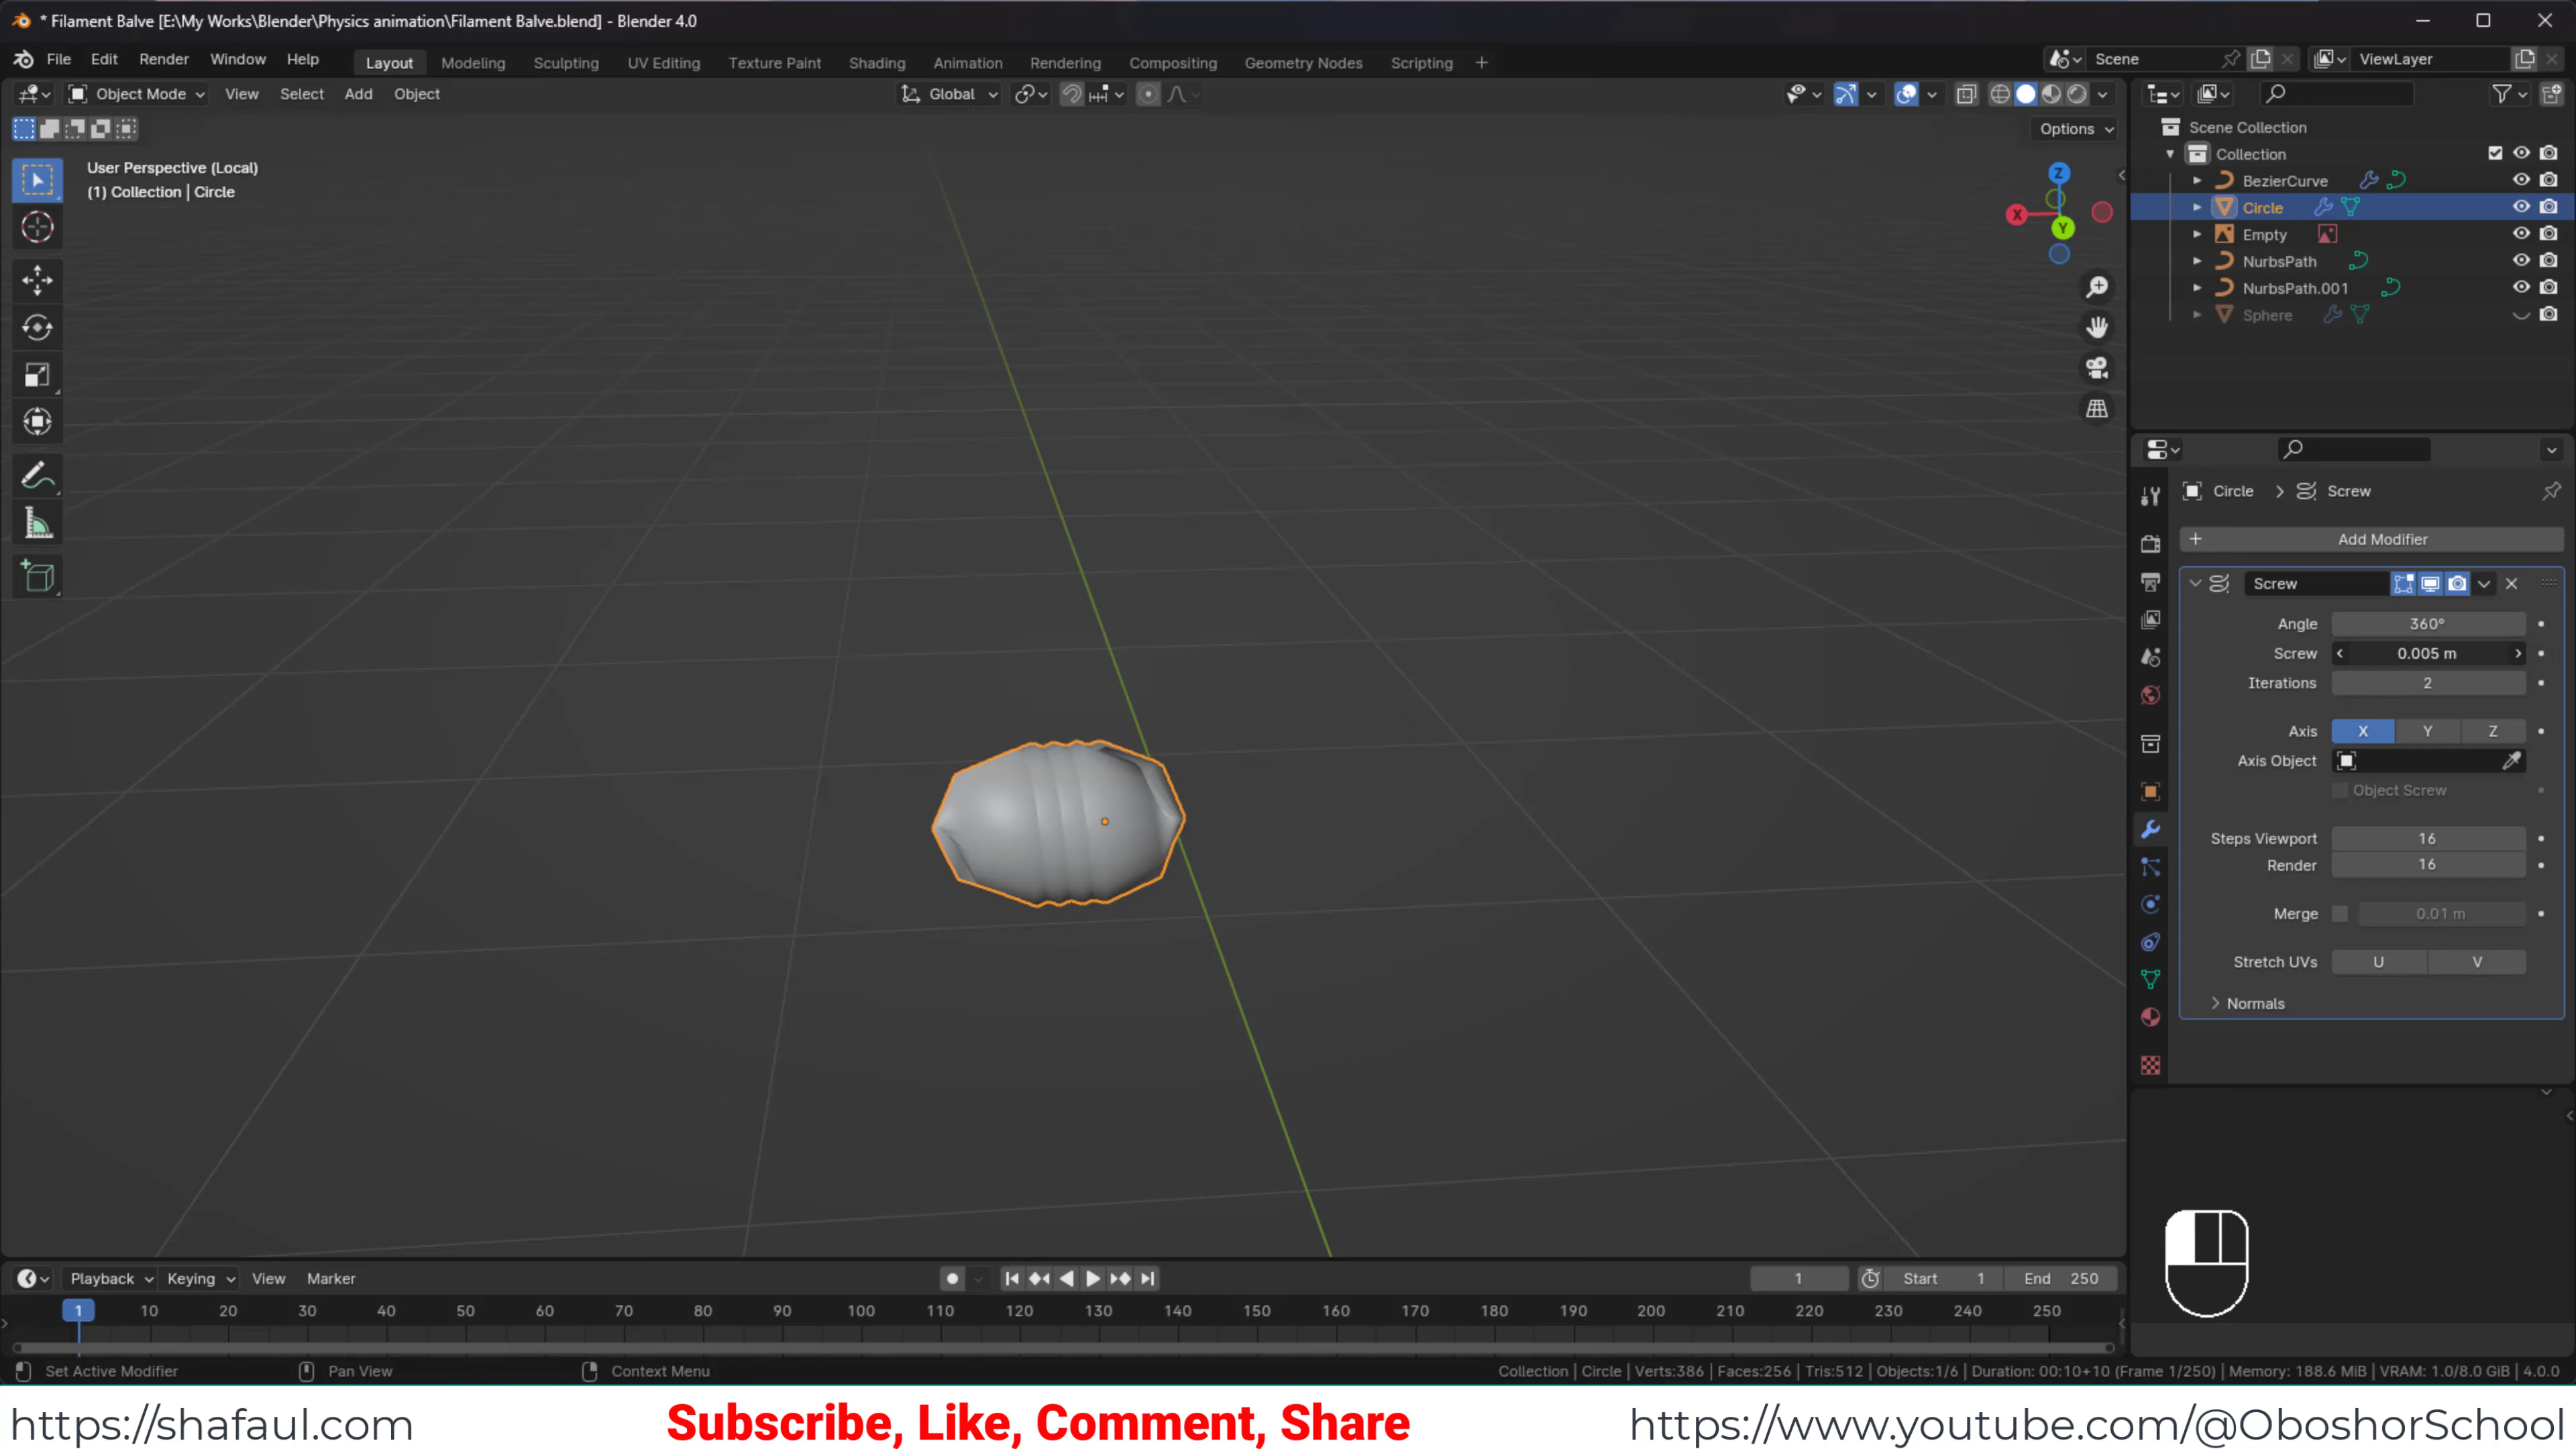 * Filament Balve [E:\My Works\Blender\Physics animation\Filament Balve.blend] - Blender 4.0
File Edit Render Window Help Layout Modeling Sculpting UV Editing Texture Paint Shading Animation Rendering Compositing Geometry Nodes Scripting + Scene ViewLayer
Object Mode View Select Add Object Global
Options
User Perspective (Local)
(1) Collection | Circle
Z
X
Y
Scene Collection
Collection
BezierCurve
Circle
Empty
NurbsPath
NurbsPath.001
Sphere
Circle > Screw
+ Add Modifier
Screw
Angle 360°
Screw 0.005 m
Iterations 2
Axis X Y Z
Axis Object
Object Screw
Steps Viewport 16
Render 16
Merge 0.01 m
Stretch UVs U V
Normals
Playback Keying View Marker 1 Start 1 End 250
1 10 20 30 40 50 60 70 80 90 100 110 120 130 140 150 160 170 180 190 200 210 220 230 240 250
Set Active Modifier Pan View Context Menu Collection | Circle | Verts:386 | Faces:256 | Tris:512 | Objects:1/6 | Duration: 00:10+10 (Frame 1/250) | Memory: 188.6 MiB | VRAM: 1.0/8.0 GiB | 4.0.0
https://shafaul.com Subscribe, Like, Comment, Share https://www.youtube.com/@OboshorSchool